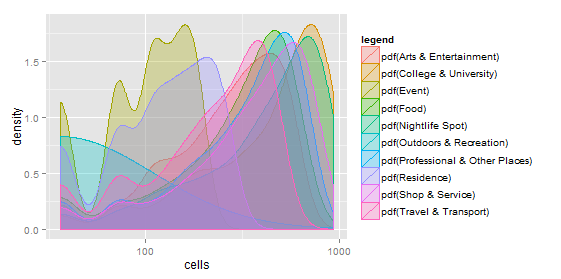 legend
pdf(Arts & Entertainment)
pdf(College & University)
pdf(Event)
pdf(Food)
pdf(Nightlife Spot)
pdf(Outdoors & Recreation)
pdf(Professional & Other Places)
pdf(Residence)
pdf(Shop & Service)
pdf(Travel & Transport)
density
1.5
1.0
0.5
0.0
100
1000
cells